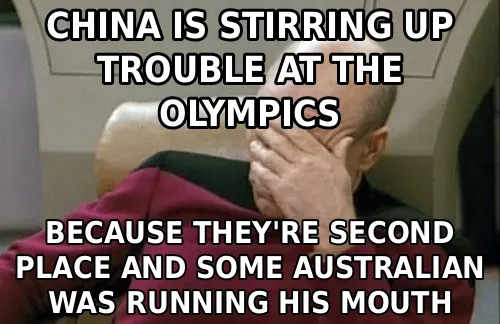 CHINA IS STIRRING UP
TROUBLE AT THE
OLYMPICS
BECAUSE THEY'RE SECOND
PLACE AND SOME AUSTRALIAN
WAS RUNNING HIS MOUTH